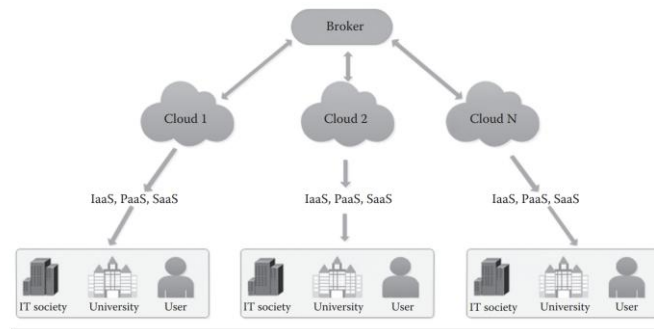 Broker
Cloud 1 Cloud 2 Cloud N
IaaS, PaaS, SaaS IaaS, PaaS, SaaS IaaS, PaaS, SaaS
IT society University User IT society University User IT society University User